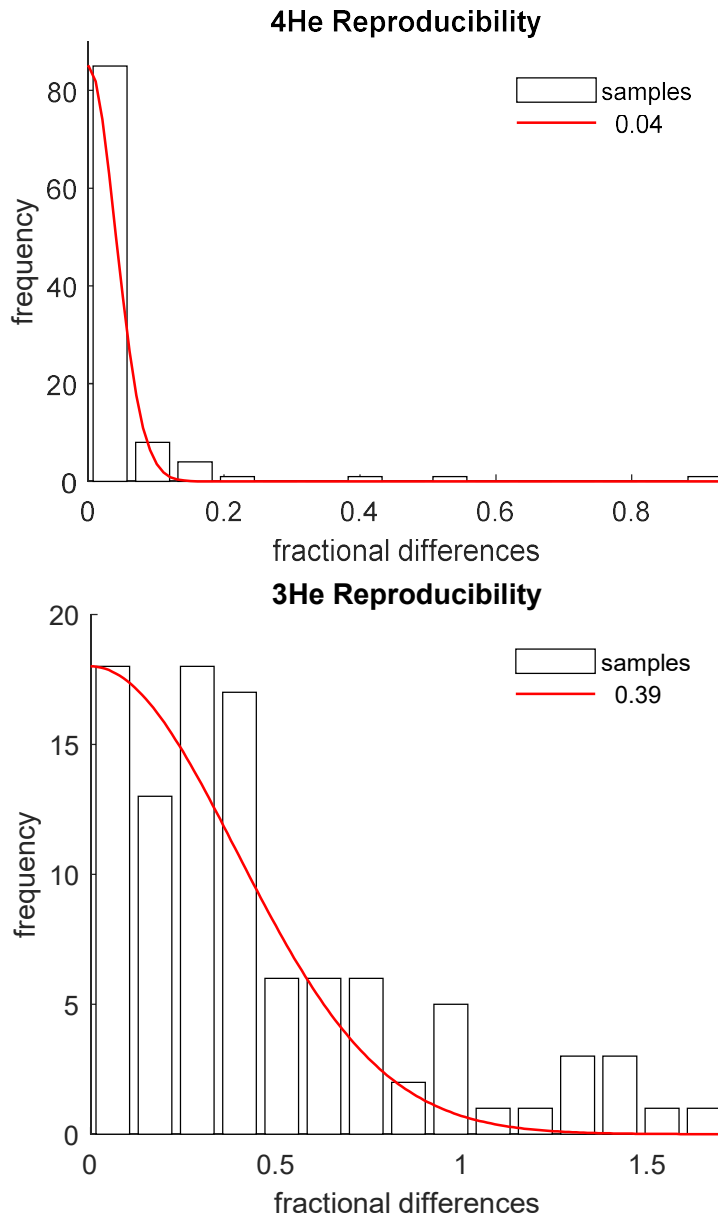 4He Reproducibility
samples
0.04
frequency
80
60
40
20
0
0 0.2 0.4 0.6 0.8
fractional differences
3He Reproducibility
samples
0.39
frequency
20
15
10
5
0
0 0.5 1 1.5
fractional differences